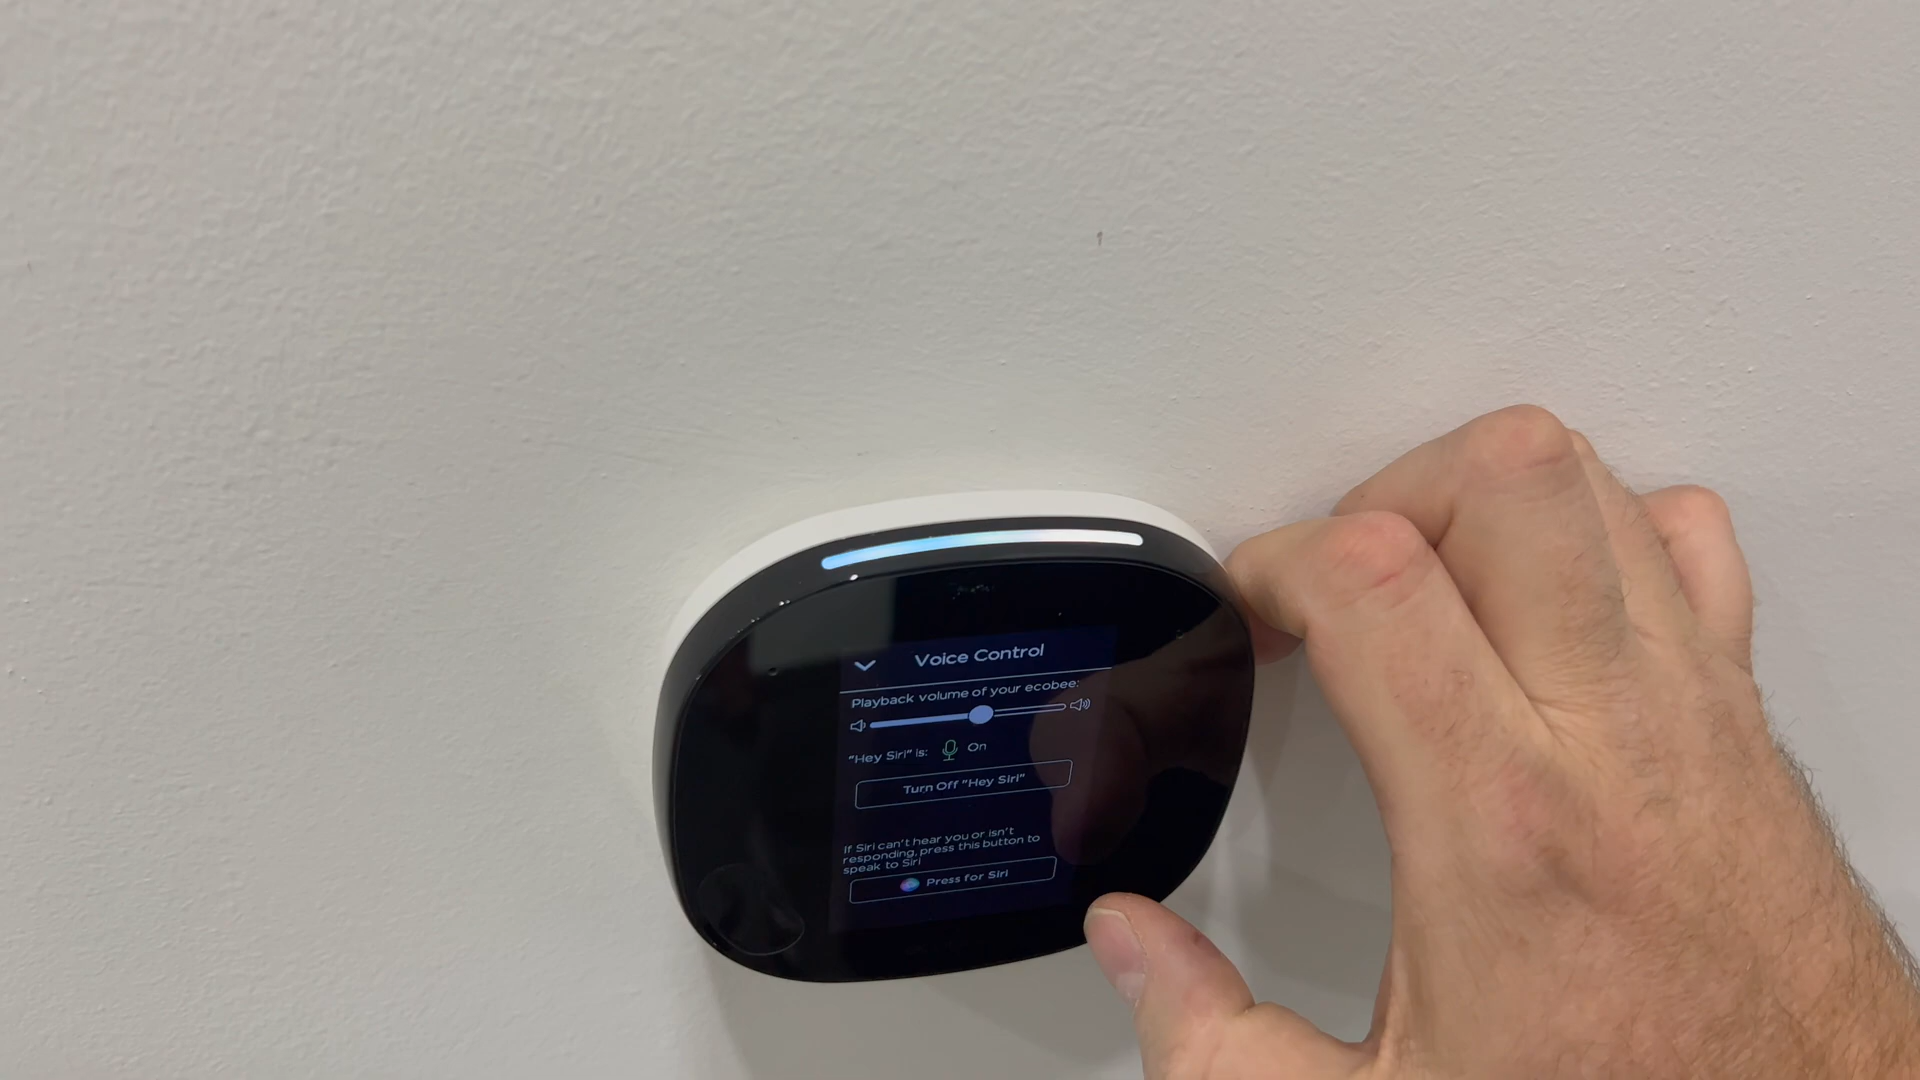 Voice Control
Playback volume of your ecobee:
"Hey Siri" is: On
Turn Off "Hey Siri"
If Siri can't hear you or isn't
responding, press this button to
speak to Siri
Press for Siri